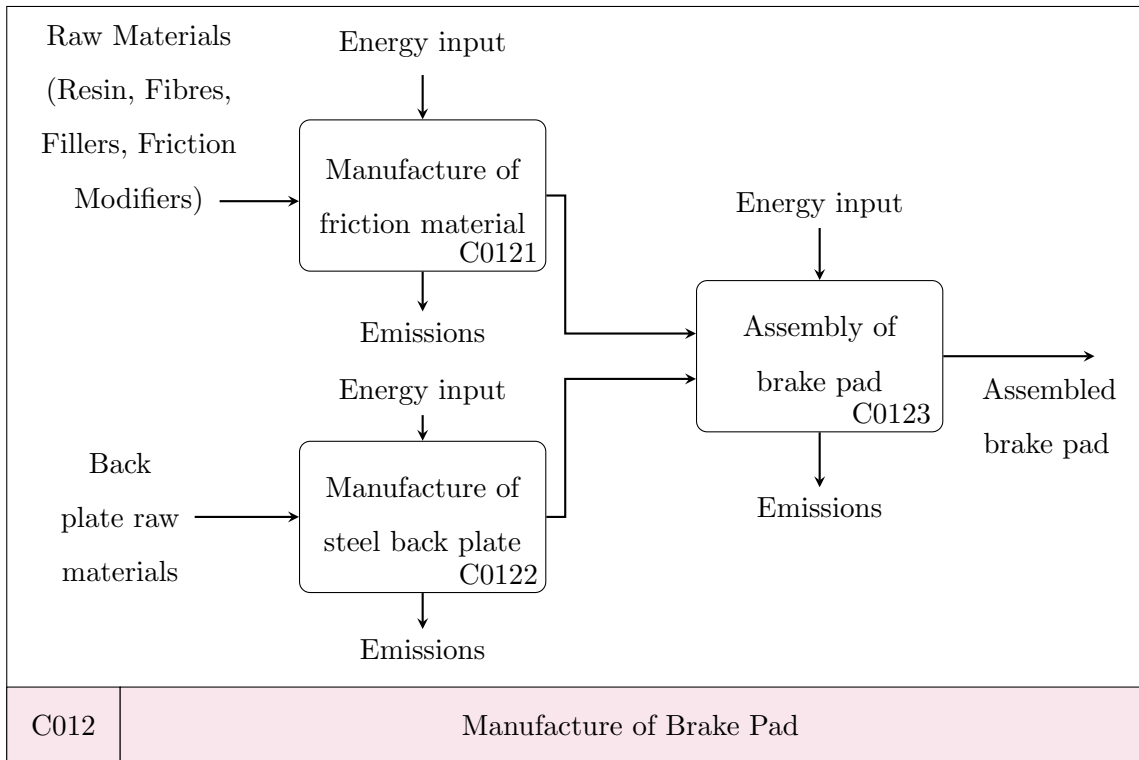 Raw Materials
(Resin, Fibres,
Fillers, Friction
Modifiers)
Energy input
Manufacture of
friction material
C0121
Emissions
Energy input
Back
plate raw
materials
Manufacture of
steel back plate
C0122
Emissions
Energy input
Assembly of
brake pad
C0123
Emissions
Assembled
brake pad
C012
Manufacture of Brake Pad